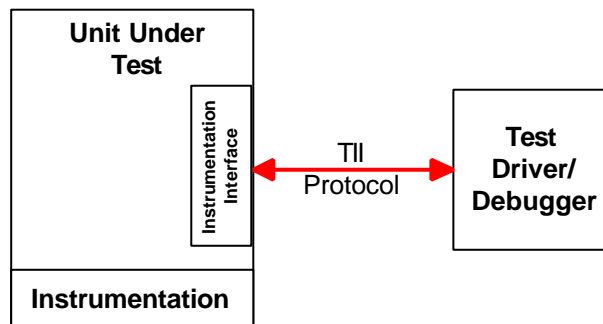 Unit Under
Test
Instrumentation
Interface
TII
Protocol
Test
Driver/
Debugger
Instrumentation